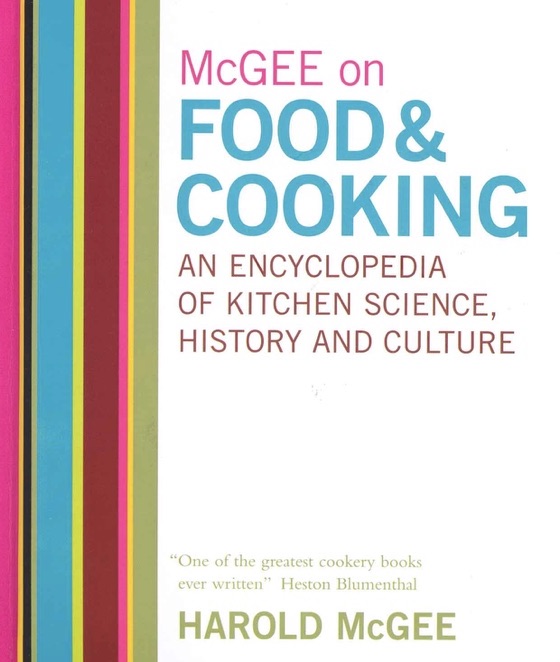 McGEE on
FOOD &
COOKING
AN ENCYCLOPEDIA
OF KITCHEN SCIENCE,
HISTORY AND CULTURE
“One of the greatest cookery books
ever written” Heston Blumenthal
HAROLD McGEE